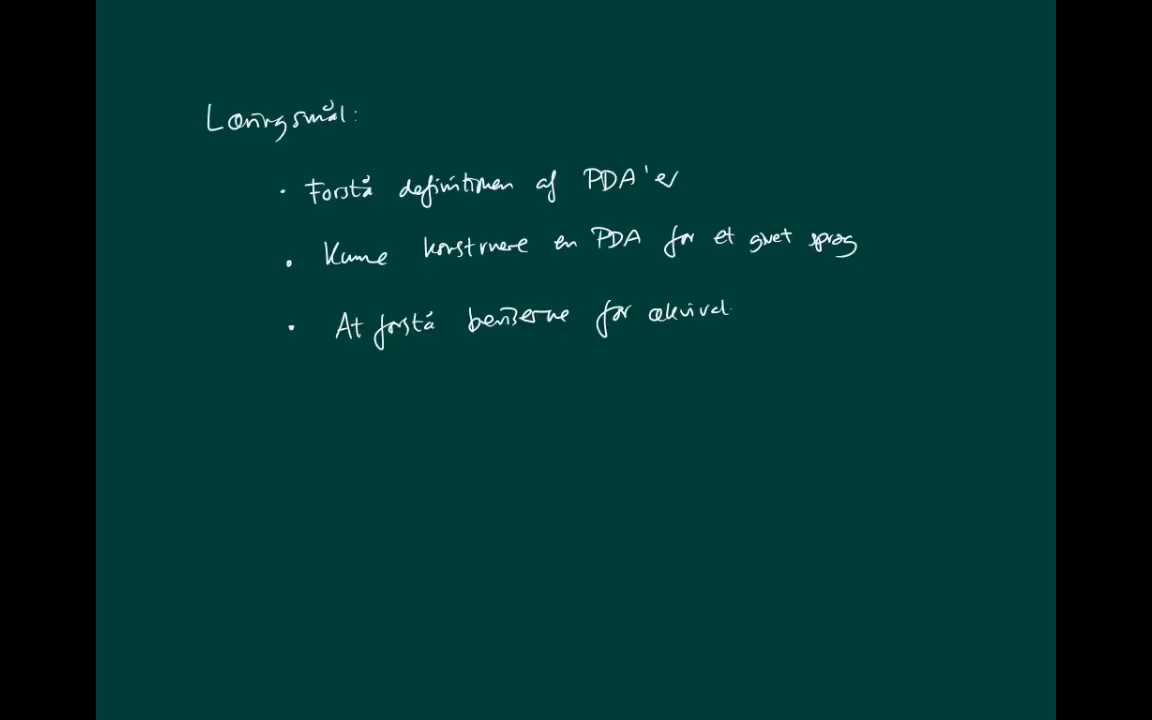 Læringsmål:
· Forstå definitionen af PDA'er
· Kunne konstruere en PDA for et givet sprog
· At forstå beviserne for ækvival